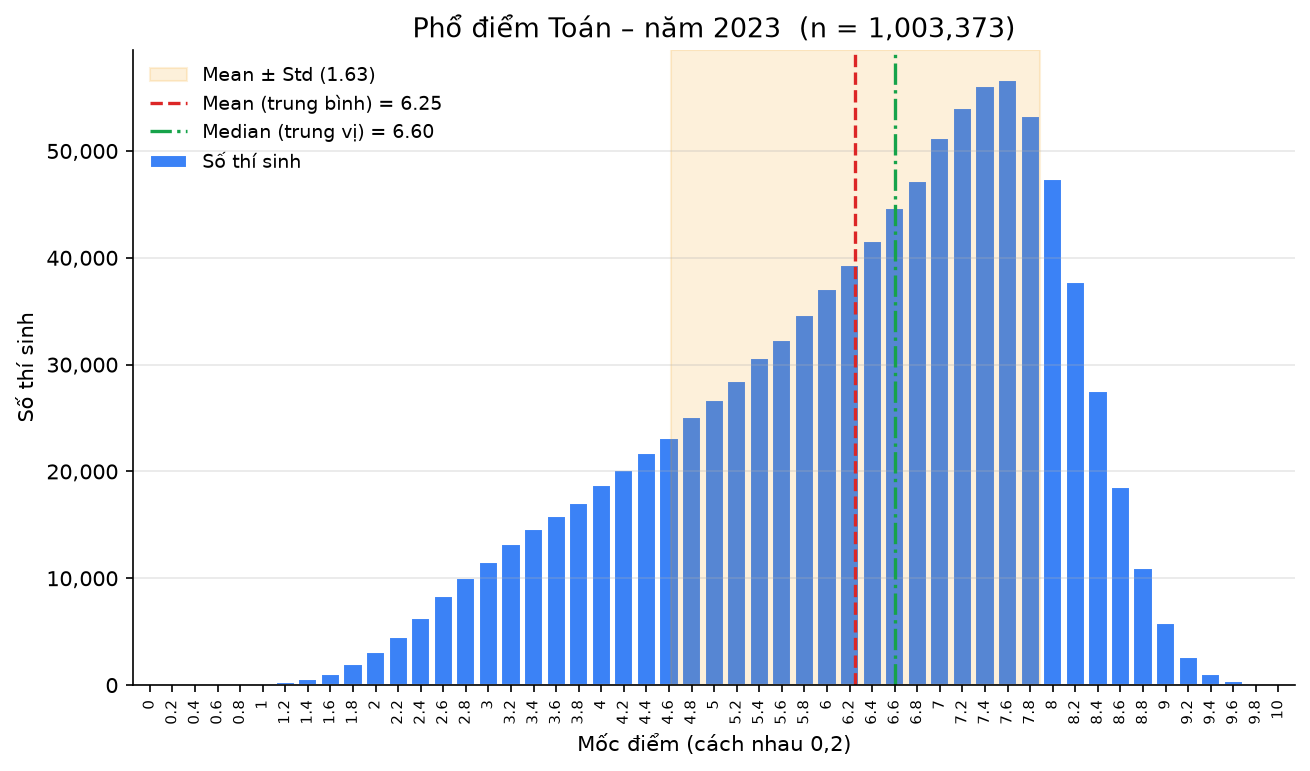 Phổ điểm Toán – năm 2023 (n = 1,003,373)
Mean ± Std (1.63)
Mean (trung bình) = 6.25
Median (trung vị) = 6.60
Số thí sinh
Số thí sinh
50,000
40,000
30,000
20,000
10,000
0
0 0.2 0.4 0.6 0.8 1 1.2 1.4 1.6 1.8 2 2.2 2.4 2.6 2.8 3 3.2 3.4 3.6 3.8 4 4.2 4.4 4.6 4.8 5 5.2 5.4 5.6 5.8 6 6.2 6.4 6.6 6.8 7 7.2 7.4 7.6 7.8 8 8.2 8.4 8.6 8.8 9 9.2 9.4 9.6 9.8 10
Mốc điểm (cách nhau 0,2)